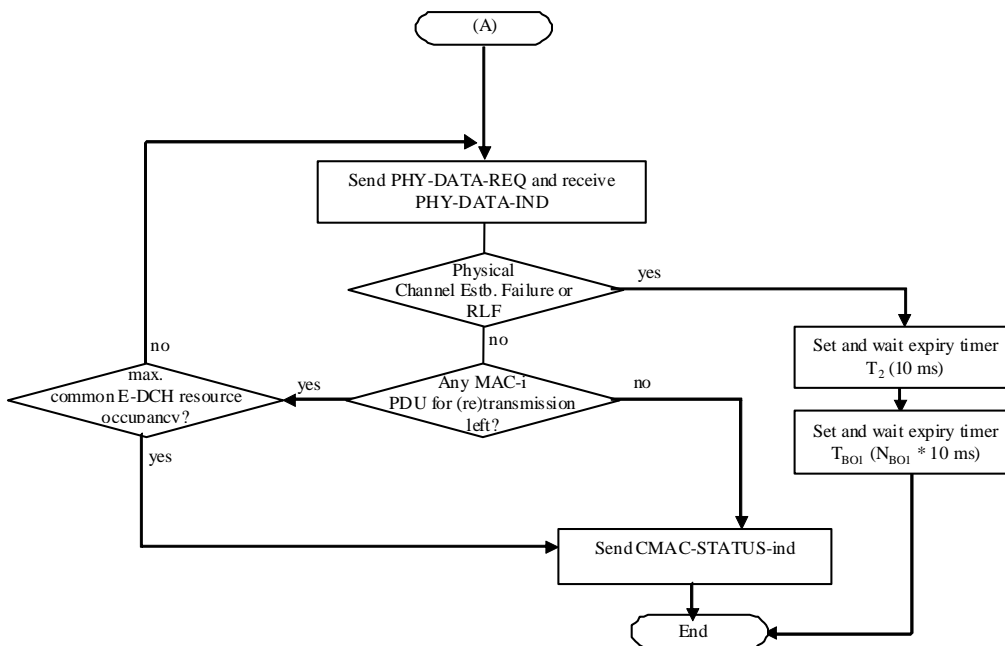 (A)
Send PHY-DATA-REQ and receive
PHY-DATA-IND
Physical
Channel Estb. Failure or
RLF
yes
no
Set and wait expiry timer
T2 (10 ms)
Set and wait expiry timer
TBO1 (NBO1 * 10 ms)
Any MAC-i
PDU for (re)transmission
left?
yes
no
max.
common E-DCH resource
occupancy?
no
yes
Send CMAC-STATUS-ind
End